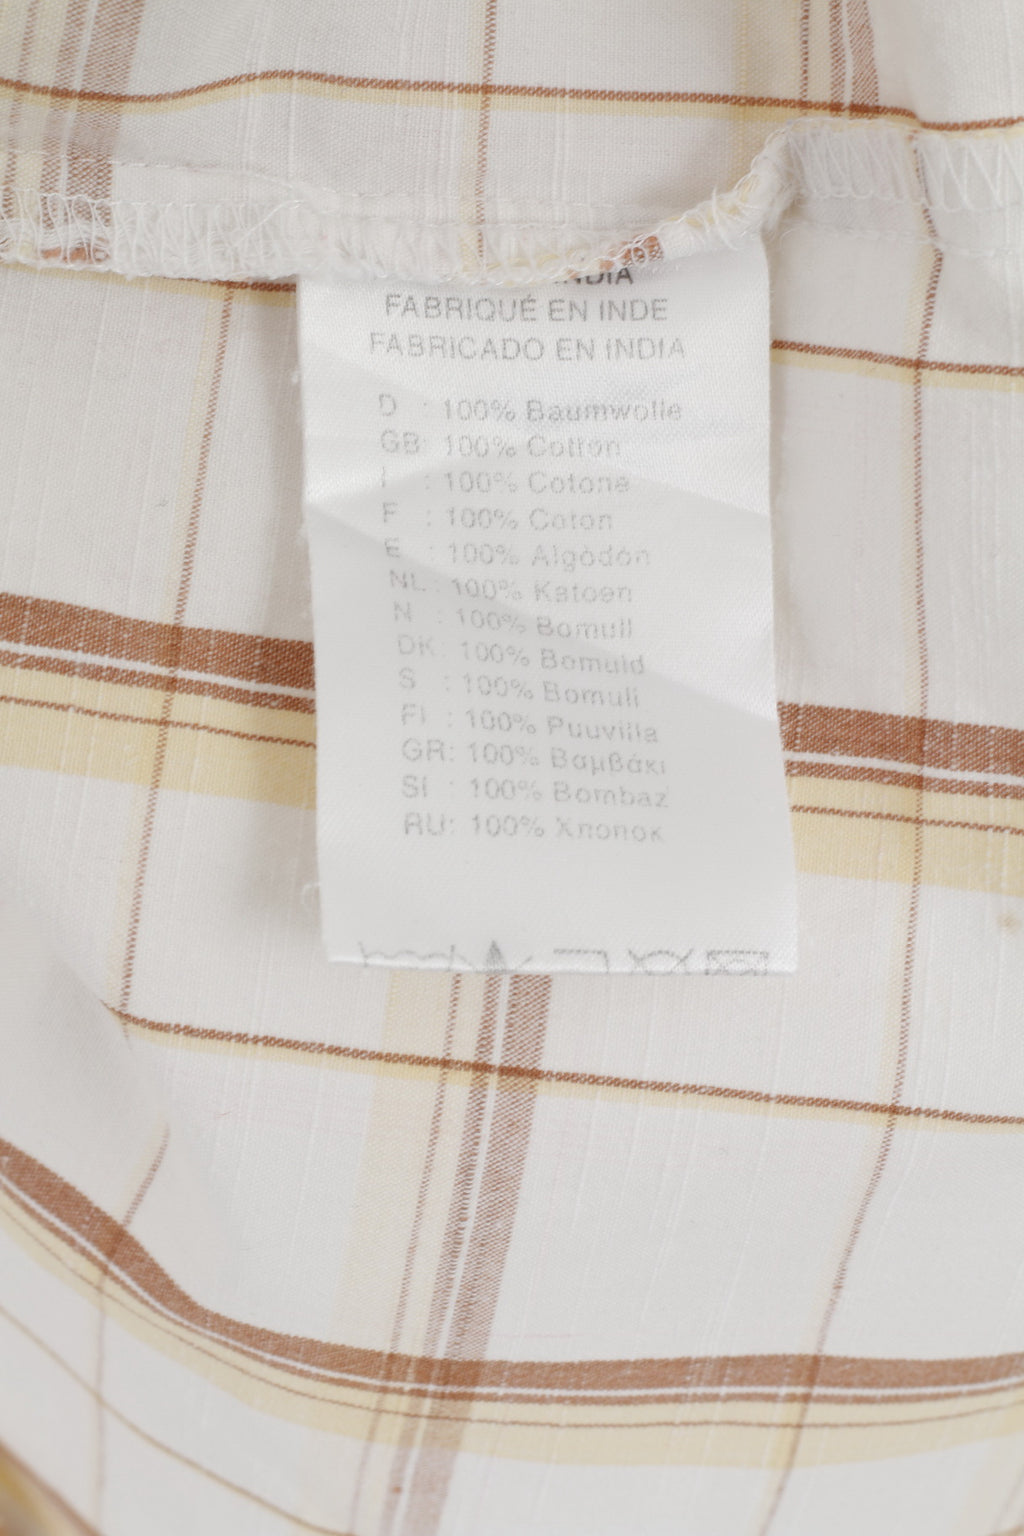 INDIA
FABRIQUÉ EN INDE
FABRICADO EN INDIA
D : 100% Baumwolle
GB: 100% Cotton
I : 100% Cotone
F : 100% Coton
E : 100% Algodón
NL: 100% Katoen
N : 100% Bomull
DK: 100% Bomuld
S : 100% Bomull
FI : 100% Puuvilla
GR: 100% Βαμβάκι
SI : 100% Bombaz
RU: 100% Хлопок